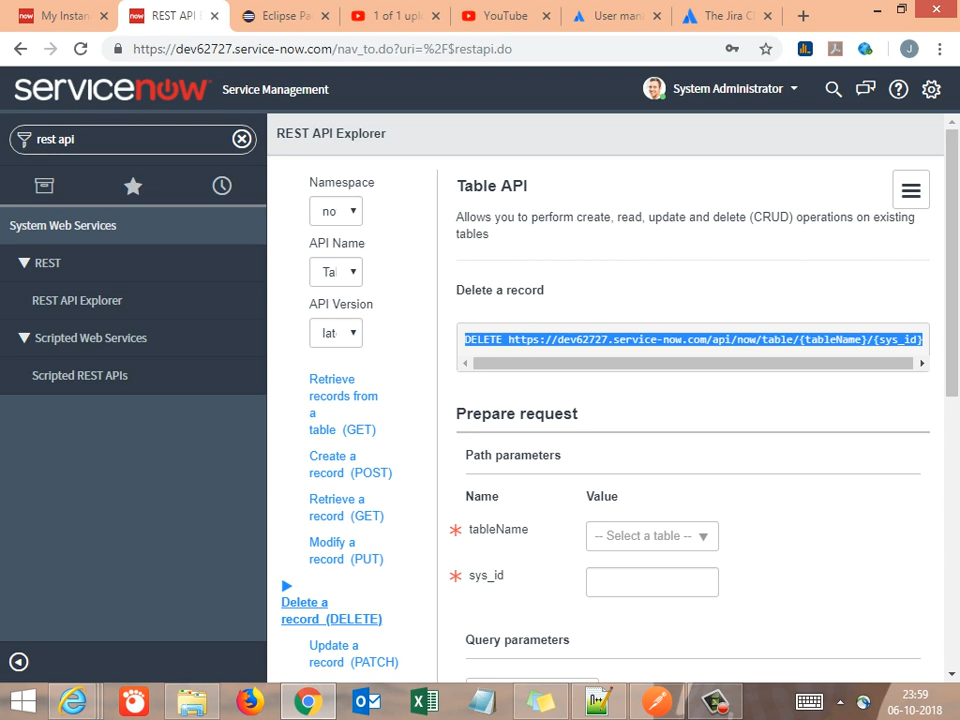 My Instan
REST API E
Eclipse Pa
1 of 1 upl
YouTube
User man
The Jira C
https://dev62727.service-now.com/nav_to.do?uri=%2F$restapi.do
J
servicenow
Service Management
System Administrator
rest api
System Web Services
REST
REST API Explorer
Scripted Web Services
Scripted REST APIs
REST API Explorer
Namespace
no
API Name
Ta
API Version
late
Retrieve
records from
a
table (GET)
Create a
record (POST)
Retrieve a
record (GET)
Modify a
record (PUT)
Delete a
record (DELETE)
Update a
record (PATCH)
Table API
Allows you to perform create, read, update and delete (CRUD) operations on existing
tables
Delete a record
DELETE https://dev62727.service-now.com/api/now/table/{tableName}/{sys_id}
Prepare request
Path parameters
Name Value
* tableName
-- Select a table --
* sys_id
Query parameters
23:59
06-10-2018